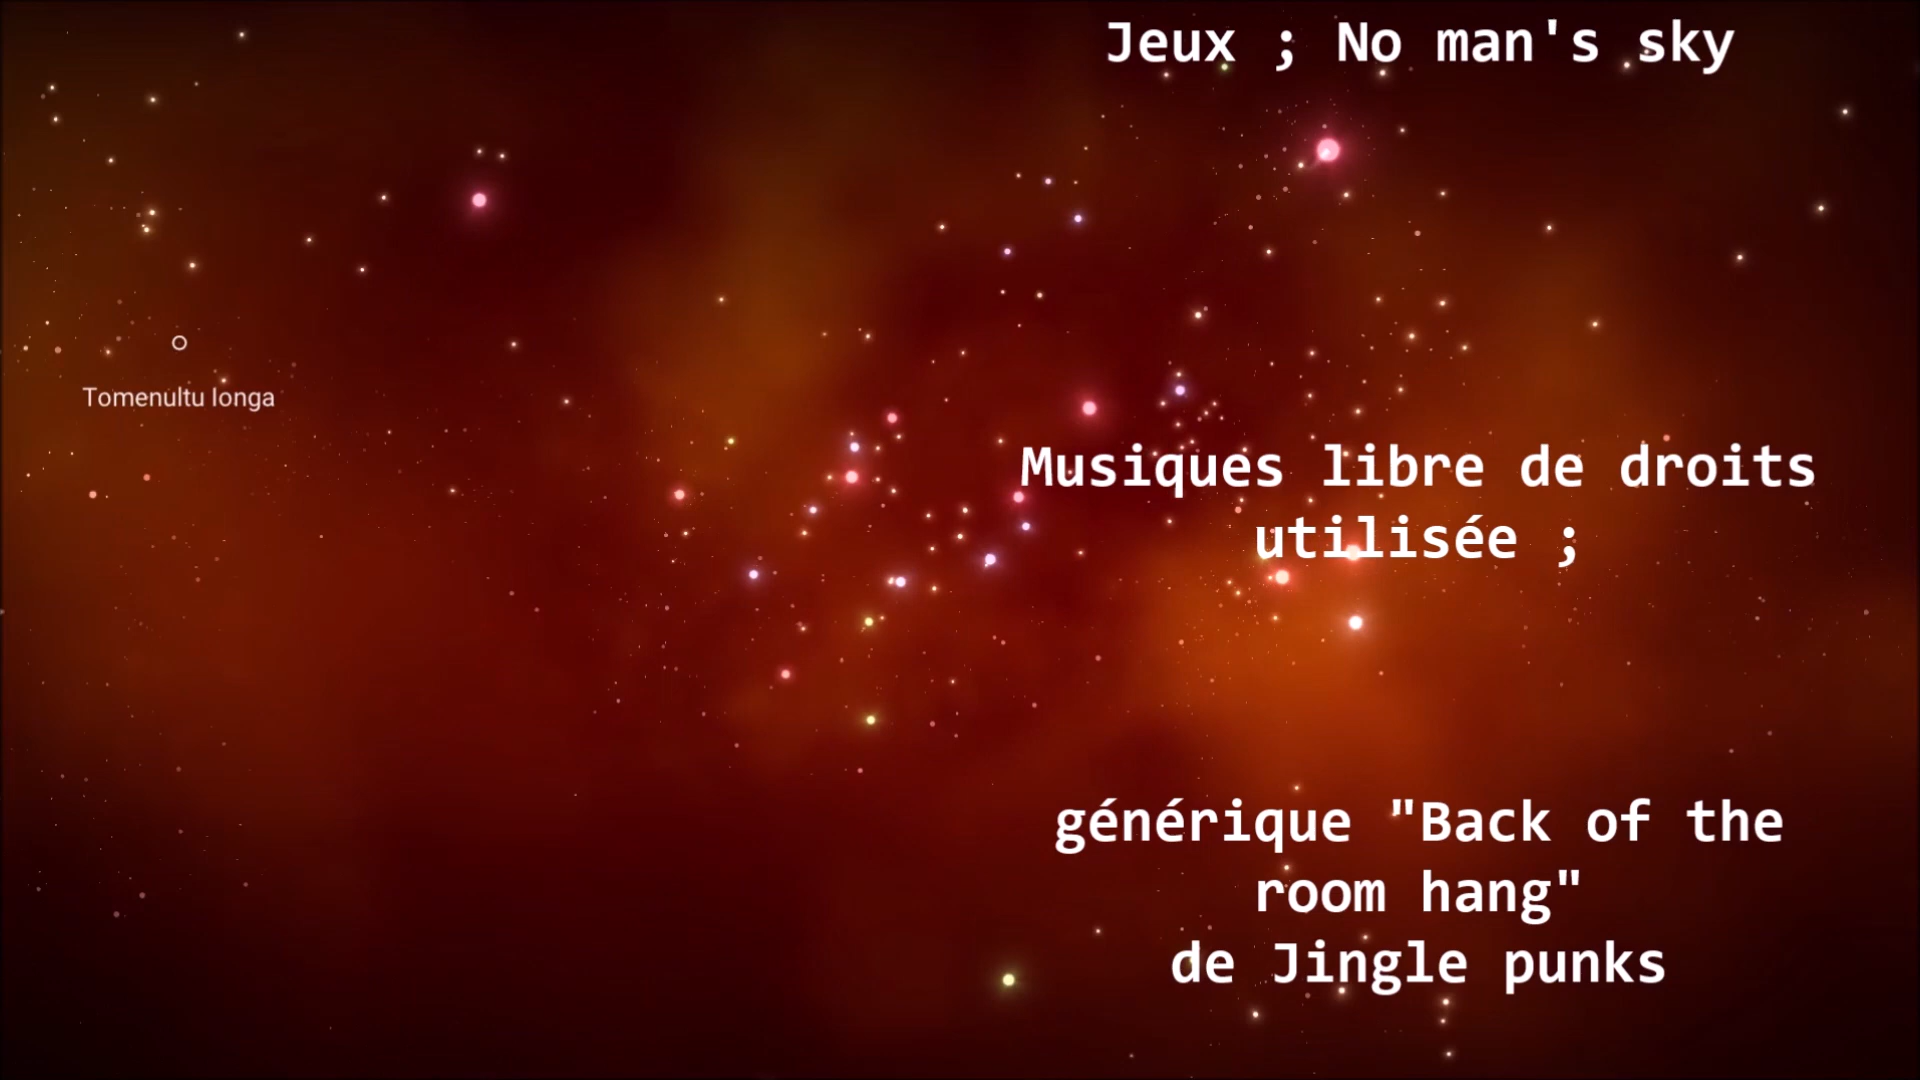 Jeux ; No man's sky
Tomenultu longa
Musiques libre de droits
utilisée ;
générique "Back of the
room hang"
de Jingle punks